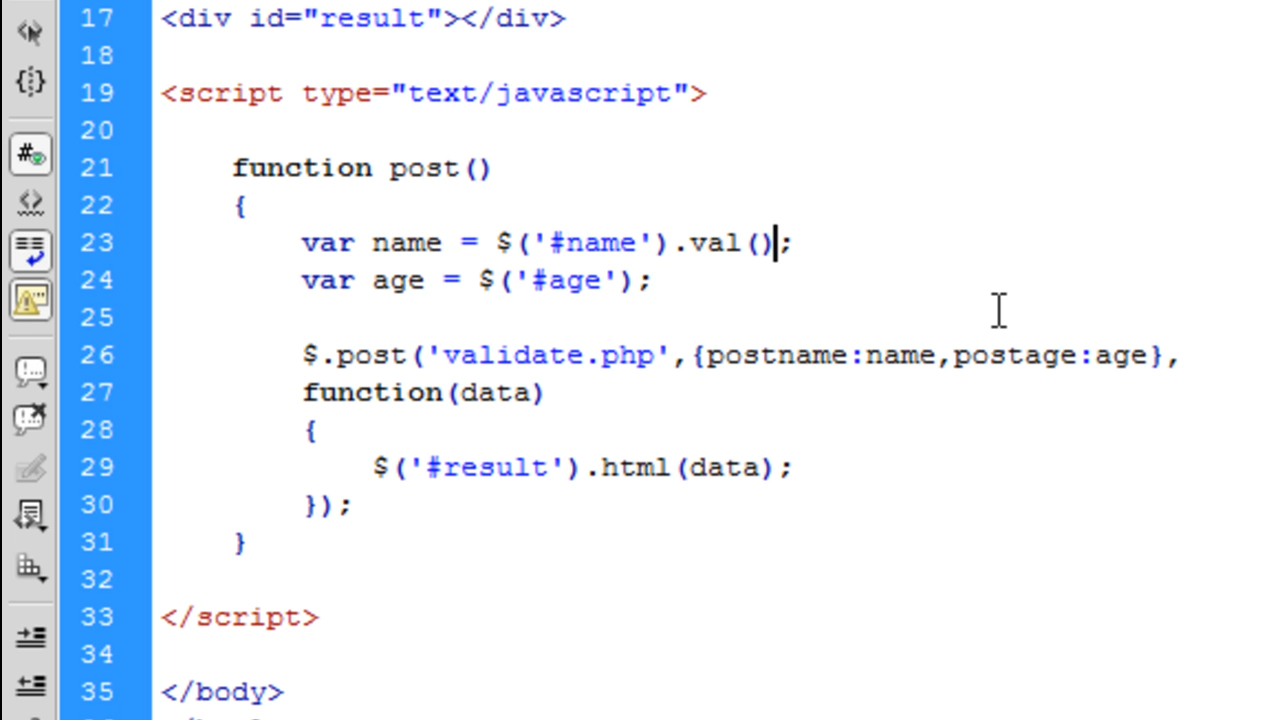 17 <div id="result"></div>
18
19 <script type="text/javascript">
20
21 function post()
22 {
23 var name = $('#name').val();
24 var age = $('#age');
25
26 $.post('validate.php',{postname:name,postage:age},
27 function(data)
28 {
29 $('#result').html(data);
30 });
31 }
32
33 </script>
34
35 </body>